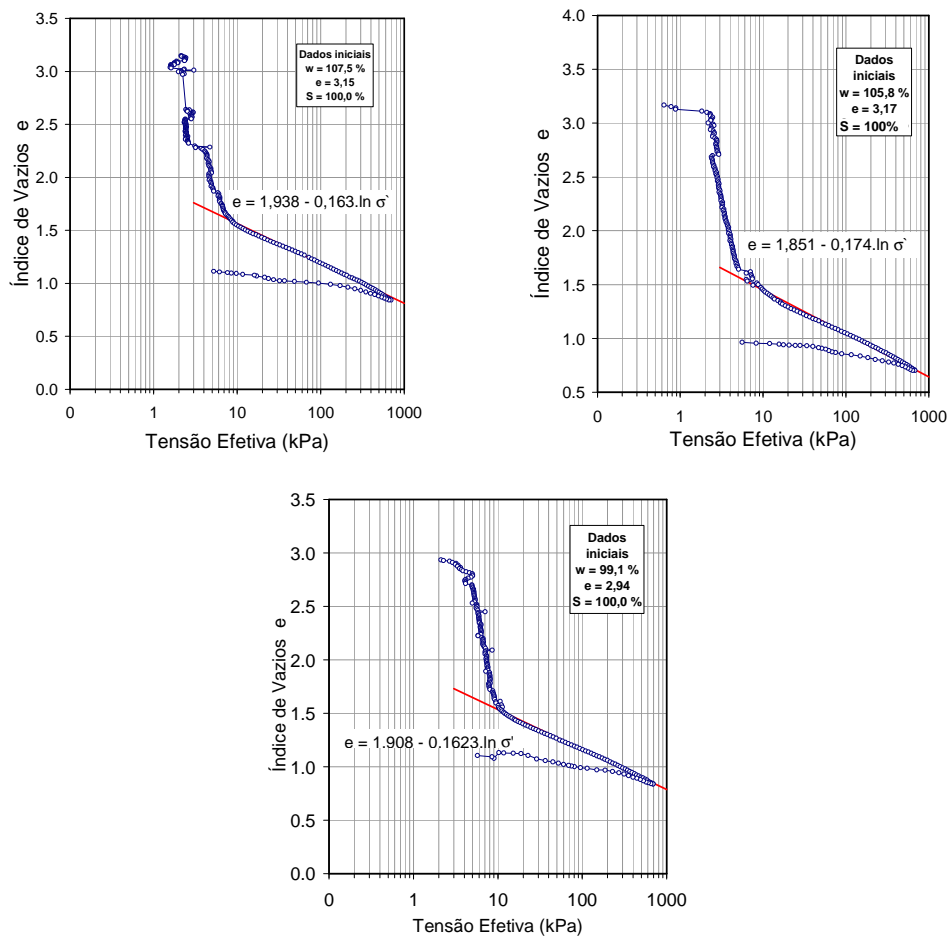 3.5
3.0
2.5
2.0
1.5
1.0
0.5
0.0
Índice de Vazios e
Dados iniciais
w = 107,5 %
e = 3,15
S = 100,0 %
e = 1,938 - 0,163.ln σ`
0 1 10 100 1000
Tensão Efetiva (kPa)
4.0
3.5
3.0
2.5
2.0
1.5
1.0
0.5
Índice de Vazios e
Dados
iniciais
w = 105,8 %
e = 3,17
S = 100%
e = 1,851 - 0,174.ln σ`
0 1 10 100 1000
Tensão Efetiva (kPa)
3.5
3.0
2.5
2.0
1.5
1.0
0.5
0.0
Índice de Vazios e
Dados
iniciais
w = 99,1 %
e = 2,94
S = 100,0 %
e = 1.908 - 0.1623.ln σ'
0 1 10 100 1000
Tensão Efetiva (kPa)